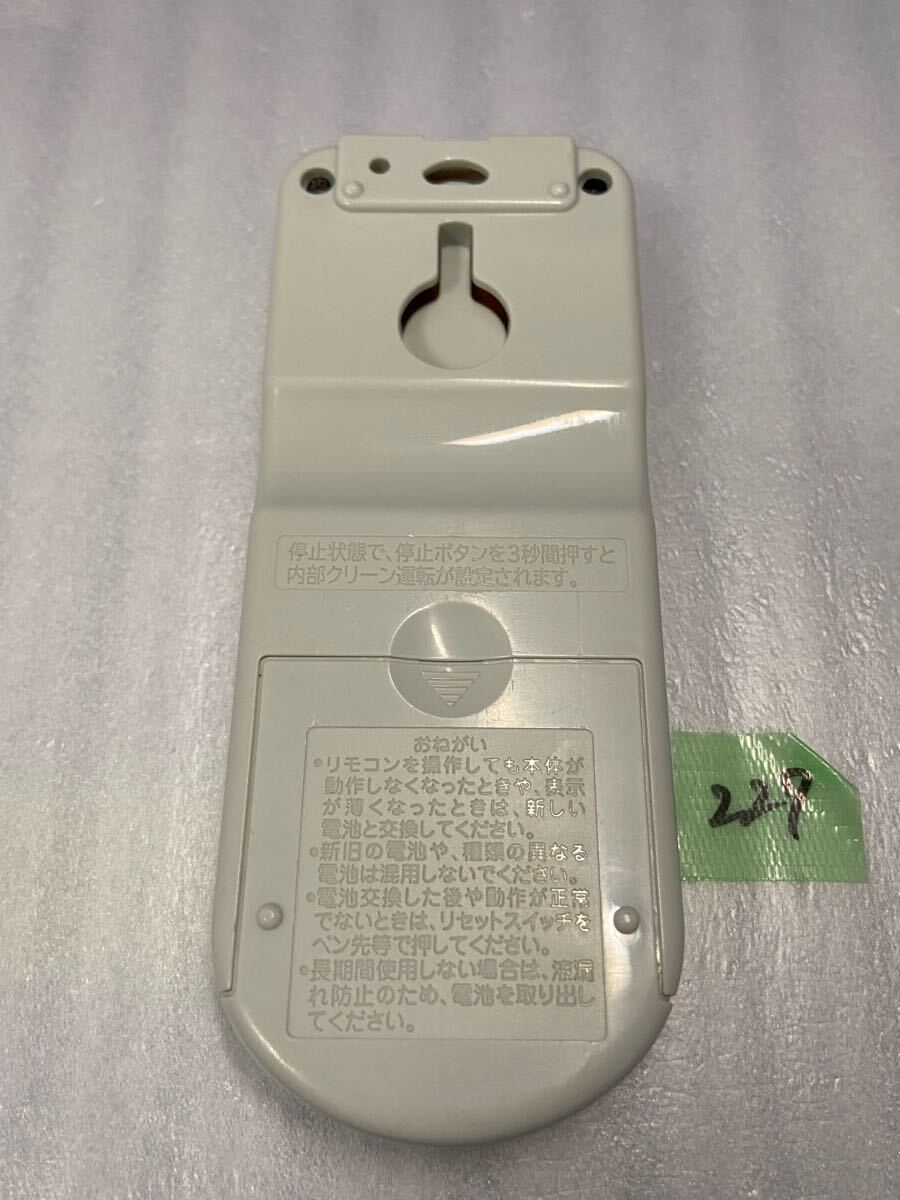 停止状態で、停止ボタンを3秒間押すと
内部クリーン運転が設定されます。
おねがい
•リモコンを操作しても本体が
動作しなくなったときや、表示
が薄くなったときは、新しい
電池と交換してください。
•新旧の電池や、種類の異なる
電池は混用しないでください。
•電池交換した後や動作が正常
でないときは、リセットスイッチを
ペン先等で押してください。
•長期間使用しない場合は、液漏
れ防止のため、電池を取り出し
てください。
229